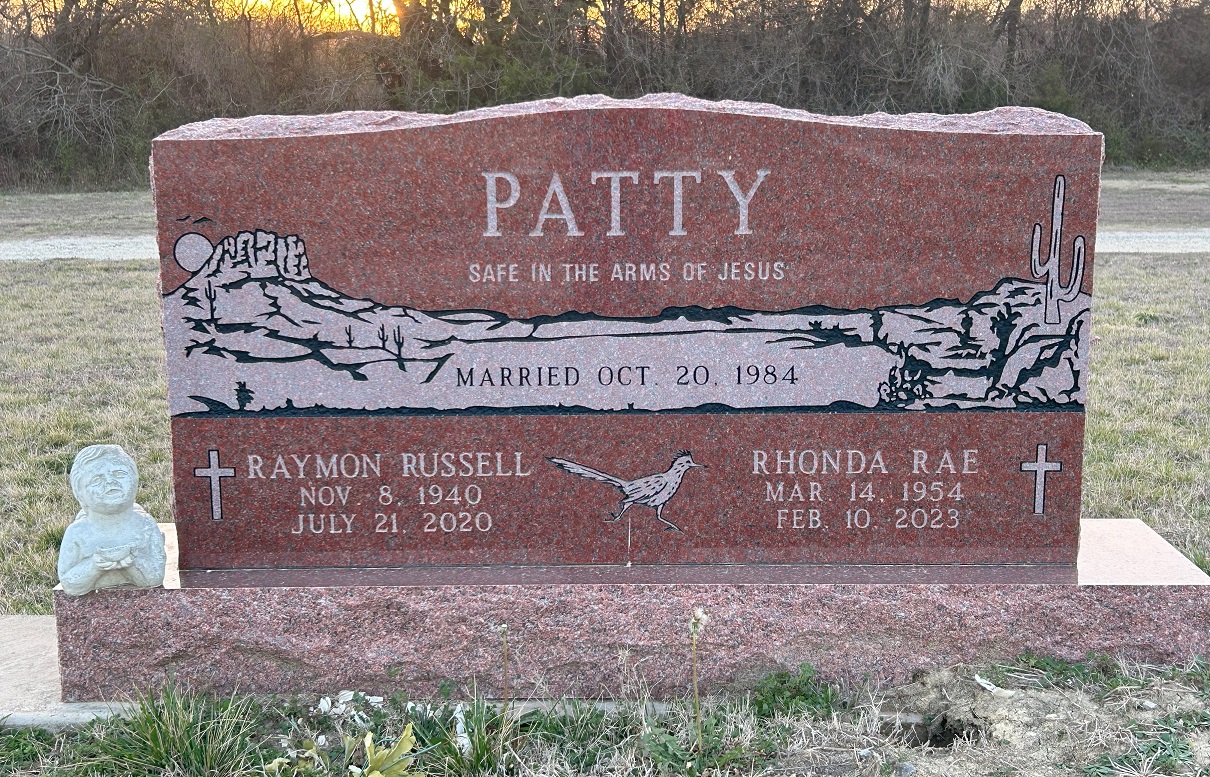 PATTY
SAFE IN THE ARMS OF JESUS
MARRIED OCT. 20, 1984
RAYMON RUSSELL
NOV. 8, 1940
JULY 21, 2020
RHONDA RAE
MAR. 14, 1954
FEB. 10, 2023